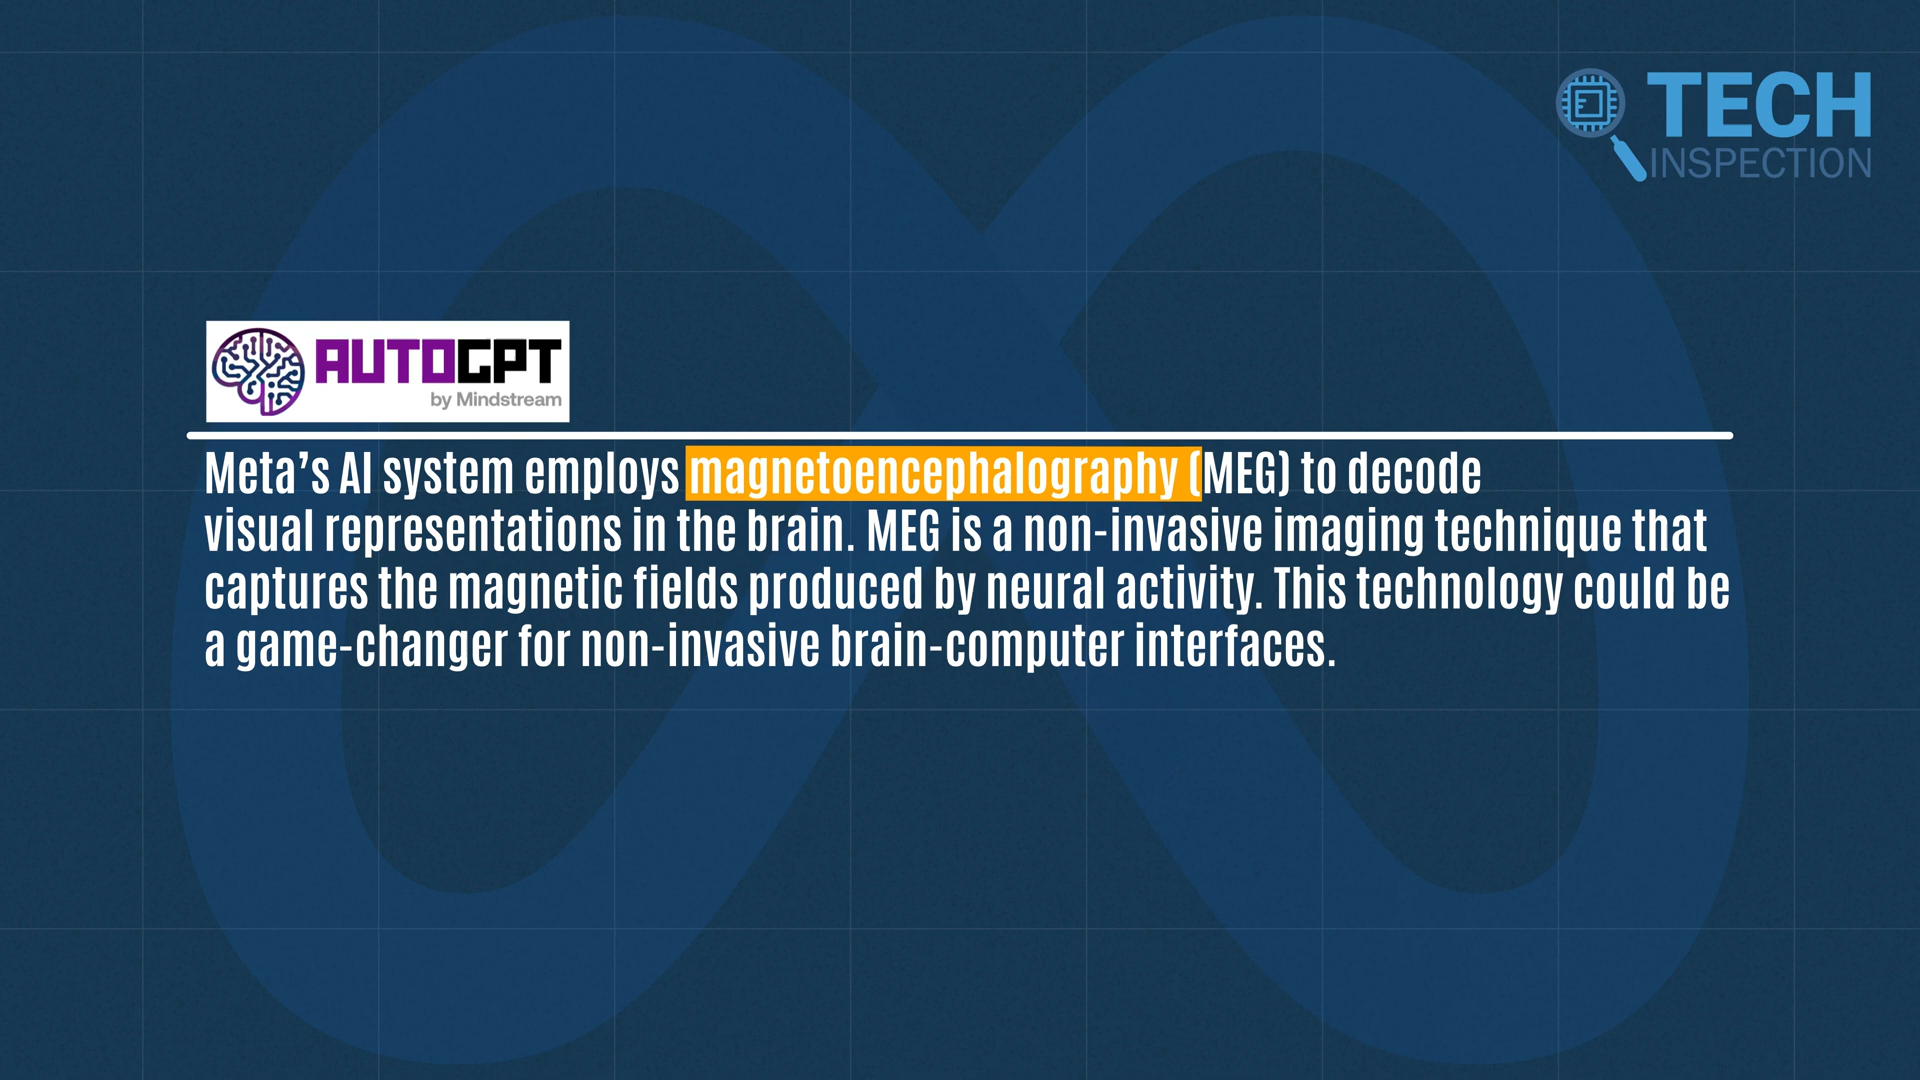 TECH
INSPECTION
AUTOGPT
by Mindstream
Meta’s AI system employs magnetoencephalography (MEG) to decode
visual representations in the brain. MEG is a non-invasive imaging technique that
captures the magnetic fields produced by neural activity. This technology could be
a game-changer for non-invasive brain-computer interfaces.